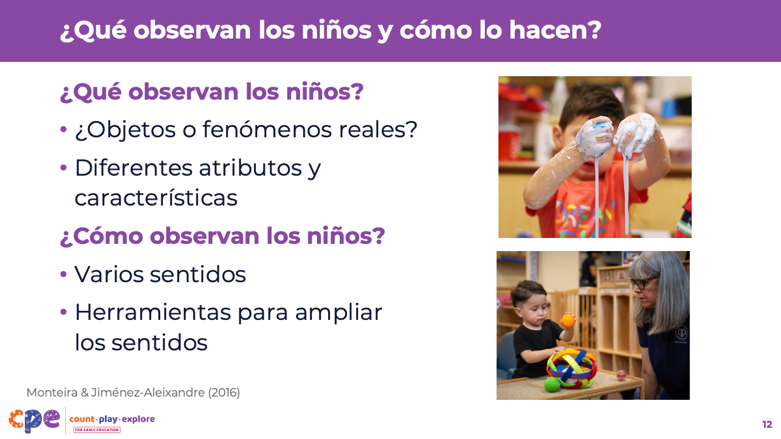 ¿Qué observan los niños y cómo lo hacen?
¿Qué observan los niños?
• ¿Objetos o fenómenos reales?
• Diferentes atributos y
características
¿Cómo observan los niños?
• Varios sentidos
• Herramientas para ampliar
los sentidos
Monteira & Jiménez-Aleixandre (2016)
cpe
count·play·explore
FOR EARLY EDUCATION
12